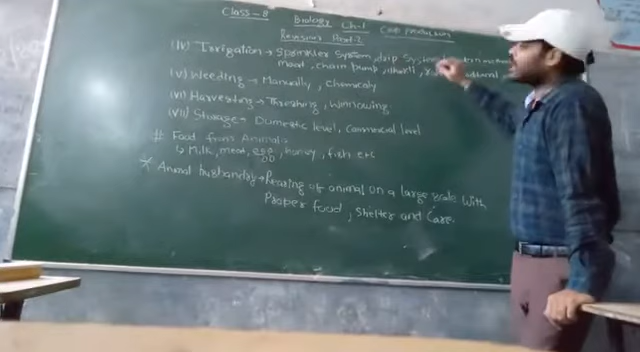 Class-8 Biology Ch-1 Crop production
Revision Part-2
(iv) Irrigation → Sprinkler System, drip System
moat, chain pump, dhekli,
(v) Weeding → Manually, Chemically
(vi) Harvesting → Threshing, Winnowing
(vii) Storage → Domestic level, Commercial level
# Food from Animals
↳ Milk, meat, egg, honey, fish etc
* Animal husbandry → Rearing of animal on a large scale with
Proper food, Shelter and Care.